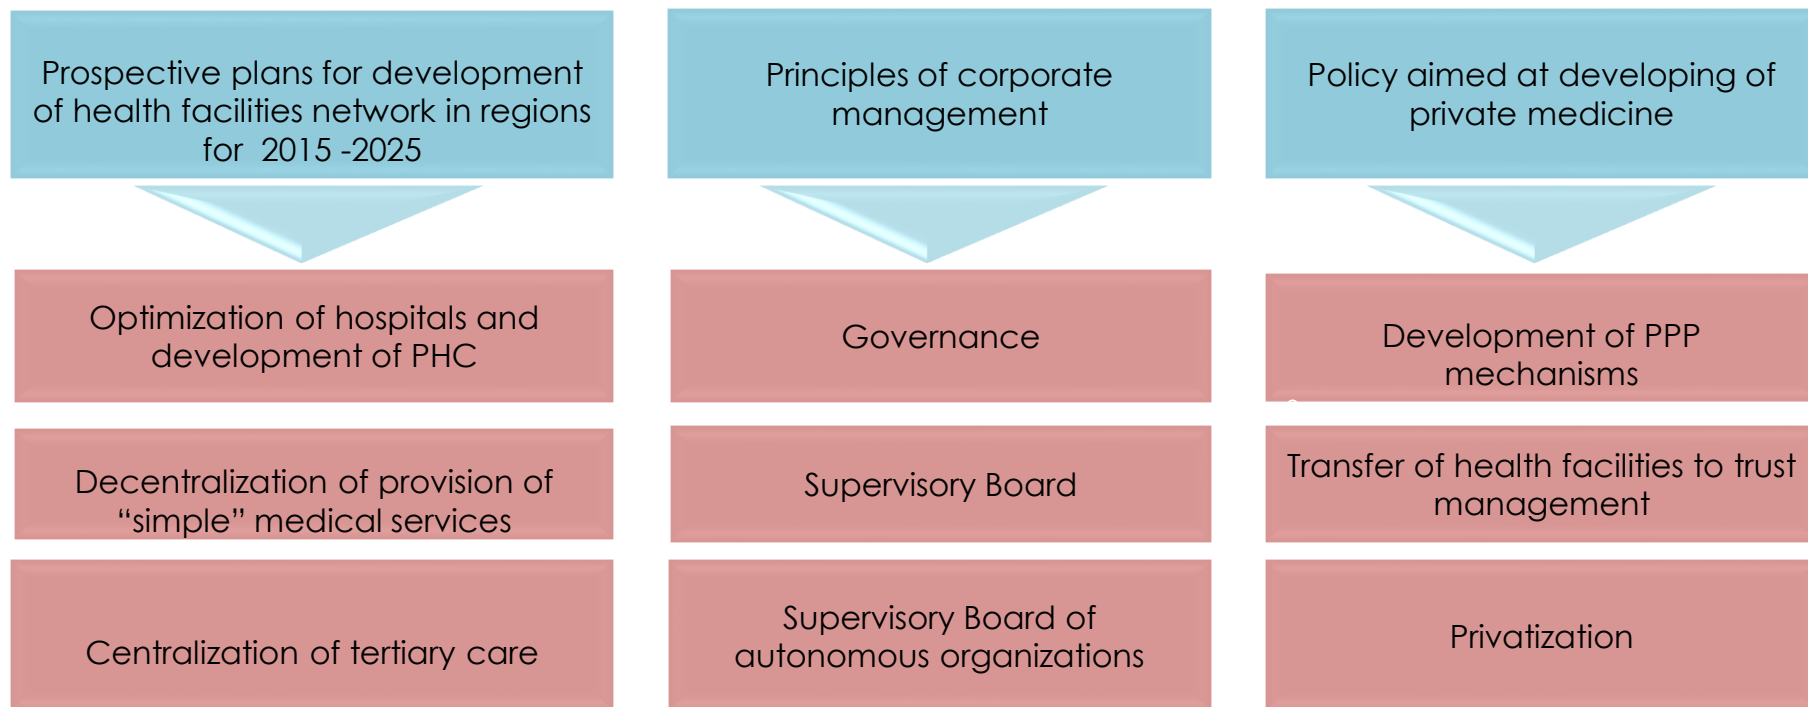 Prospective plans for development
of health facilities network in regions
for 2015 -2025
Principles of corporate
management
Policy aimed at developing of
private medicine
Optimization of hospitals and
development of PHC
Governance
Development of PPP
mechanisms
Decentralization of provision of
“simple” medical services
Supervisory Board
Transfer of health facilities to trust
management
Centralization of tertiary care
Supervisory Board of
autonomous organizations
Privatization